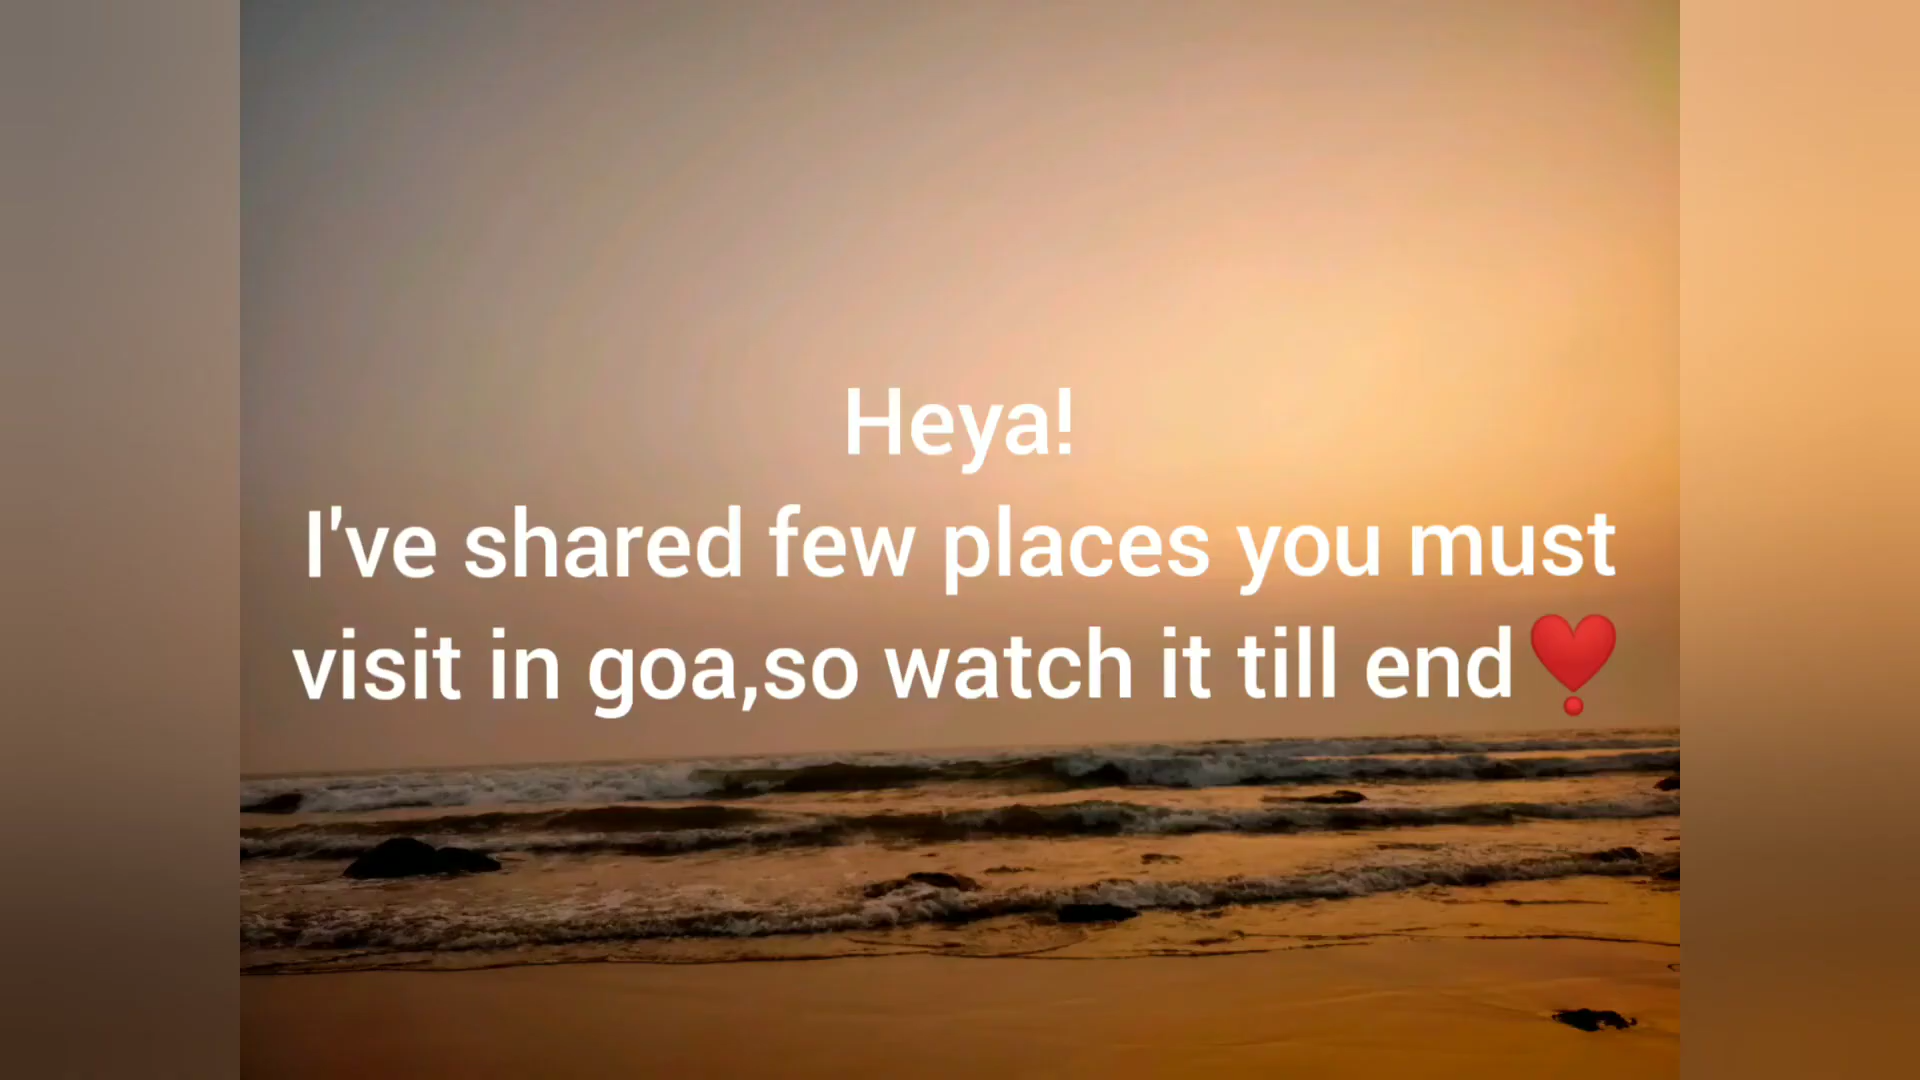 Heya!
I've shared few places you must
visit in goa,so watch it till end❣️